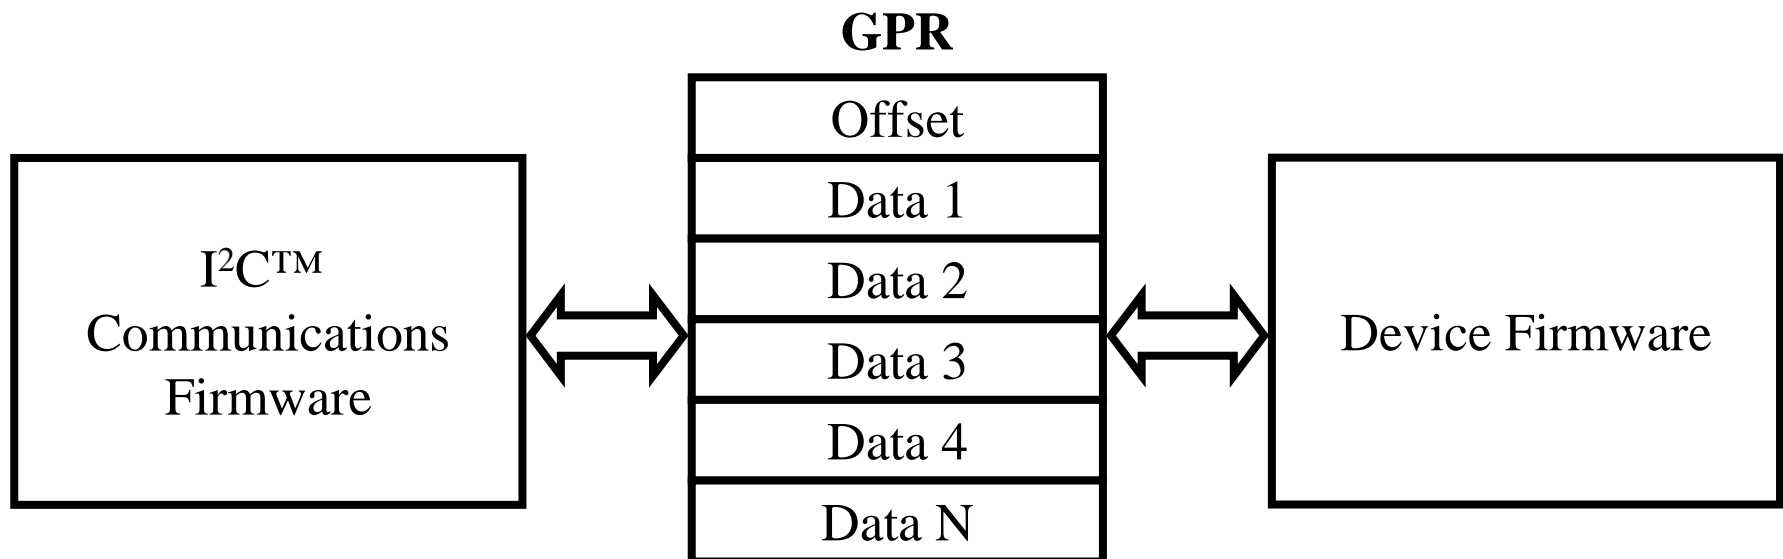 GPR
Offset
Data 1
Data 2
Data 3
Data 4
Data N
I²C™
Communications
Firmware
Device Firmware